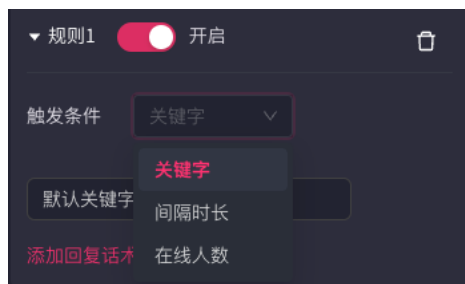 规则1 开启
触发条件 关键字
关键字
默认关键字
间隔时长
添加回复话术
在线人数